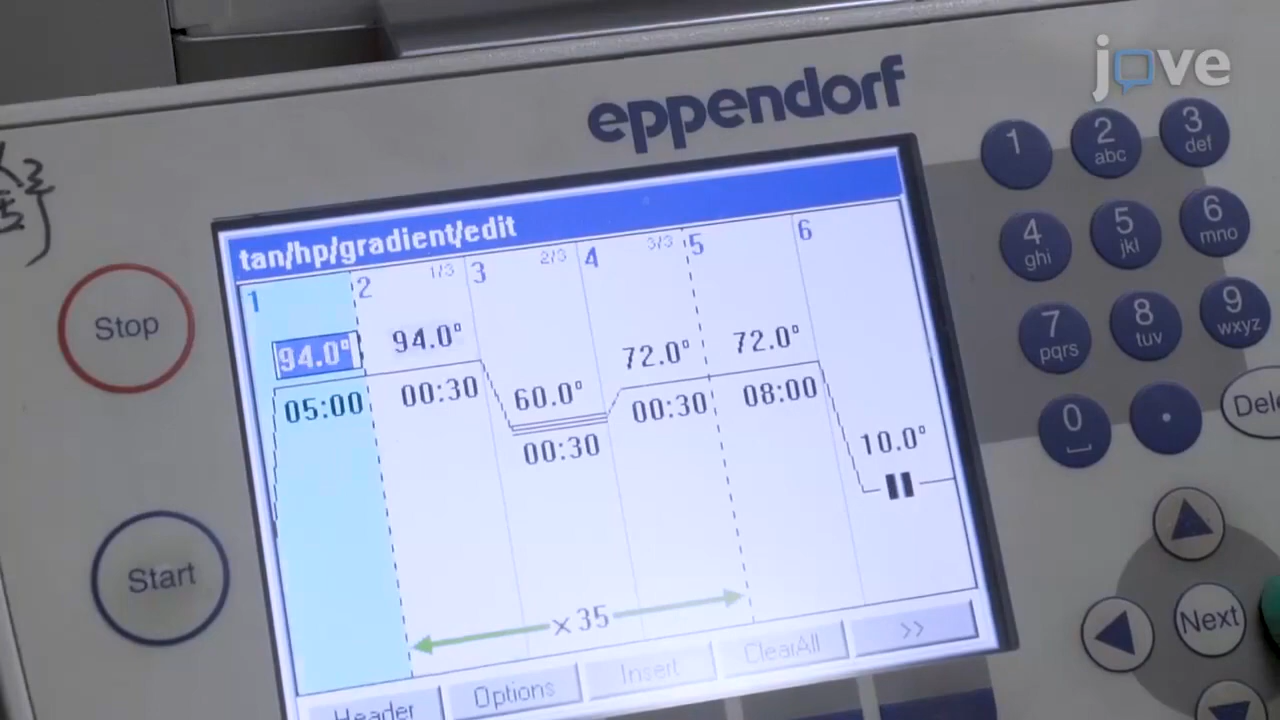 jove
eppendorf
tan/hp/gradient/edit
1
2 1/3
3 2/3
4 3/3
5
6
94.0°
05:00
94.0°
00:30
60.0°
00:30
72.0°
00:30
72.0°
08:00
10.0°
×35
Header
Options
Insert
ClearAll
>>
Stop
Start
1
2 abc
3 def
4 ghi
5 jkl
6 mno
7 pqrs
8 tuv
9 wxyz
0
Dele
Next